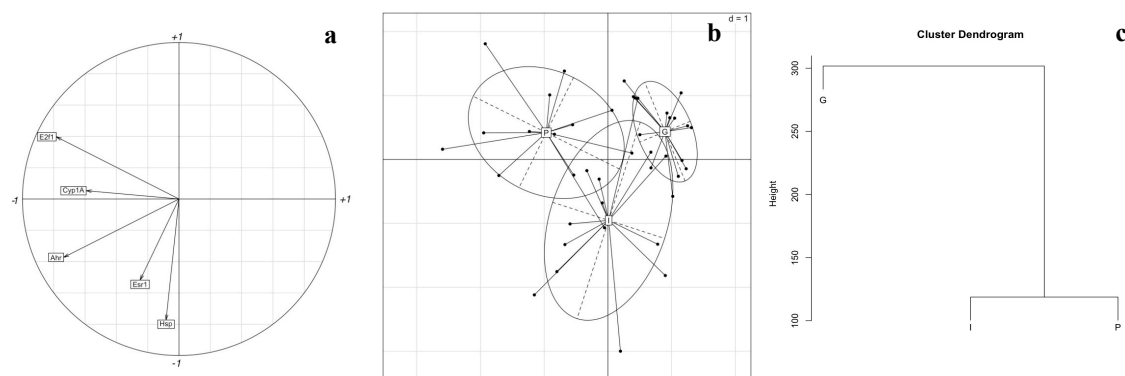 a
+1
E2f1
Cyp1A
-1
+1
Ahr
Esr1
Hsp
-1
b
d = 1
P
G
I
c
Cluster Dendrogram
Height
300
250
200
150
100
G
I
P